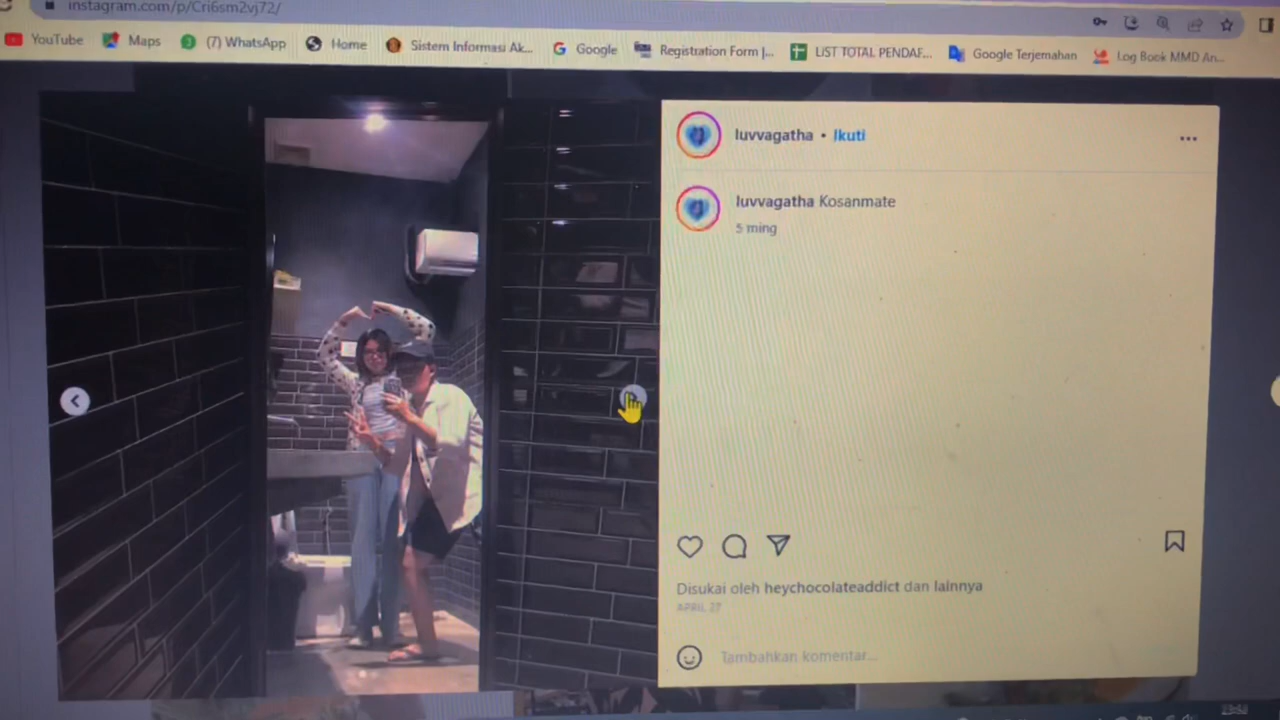 instagram.com/p/Cri6sm2vj72/
YouTube Maps (7) WhatsApp Home Sistem Informasi Ak... Google Registration Form |... LIST TOTAL PENDAF... Google Terjemahan Log Book MMD An...
luvvagatha • Ikuti
luvvagatha Kosanmate
5 ming
Disukai oleh heychocolateaddict dan lainnya
APRIL 27
Tambahkan komentar...
23:52